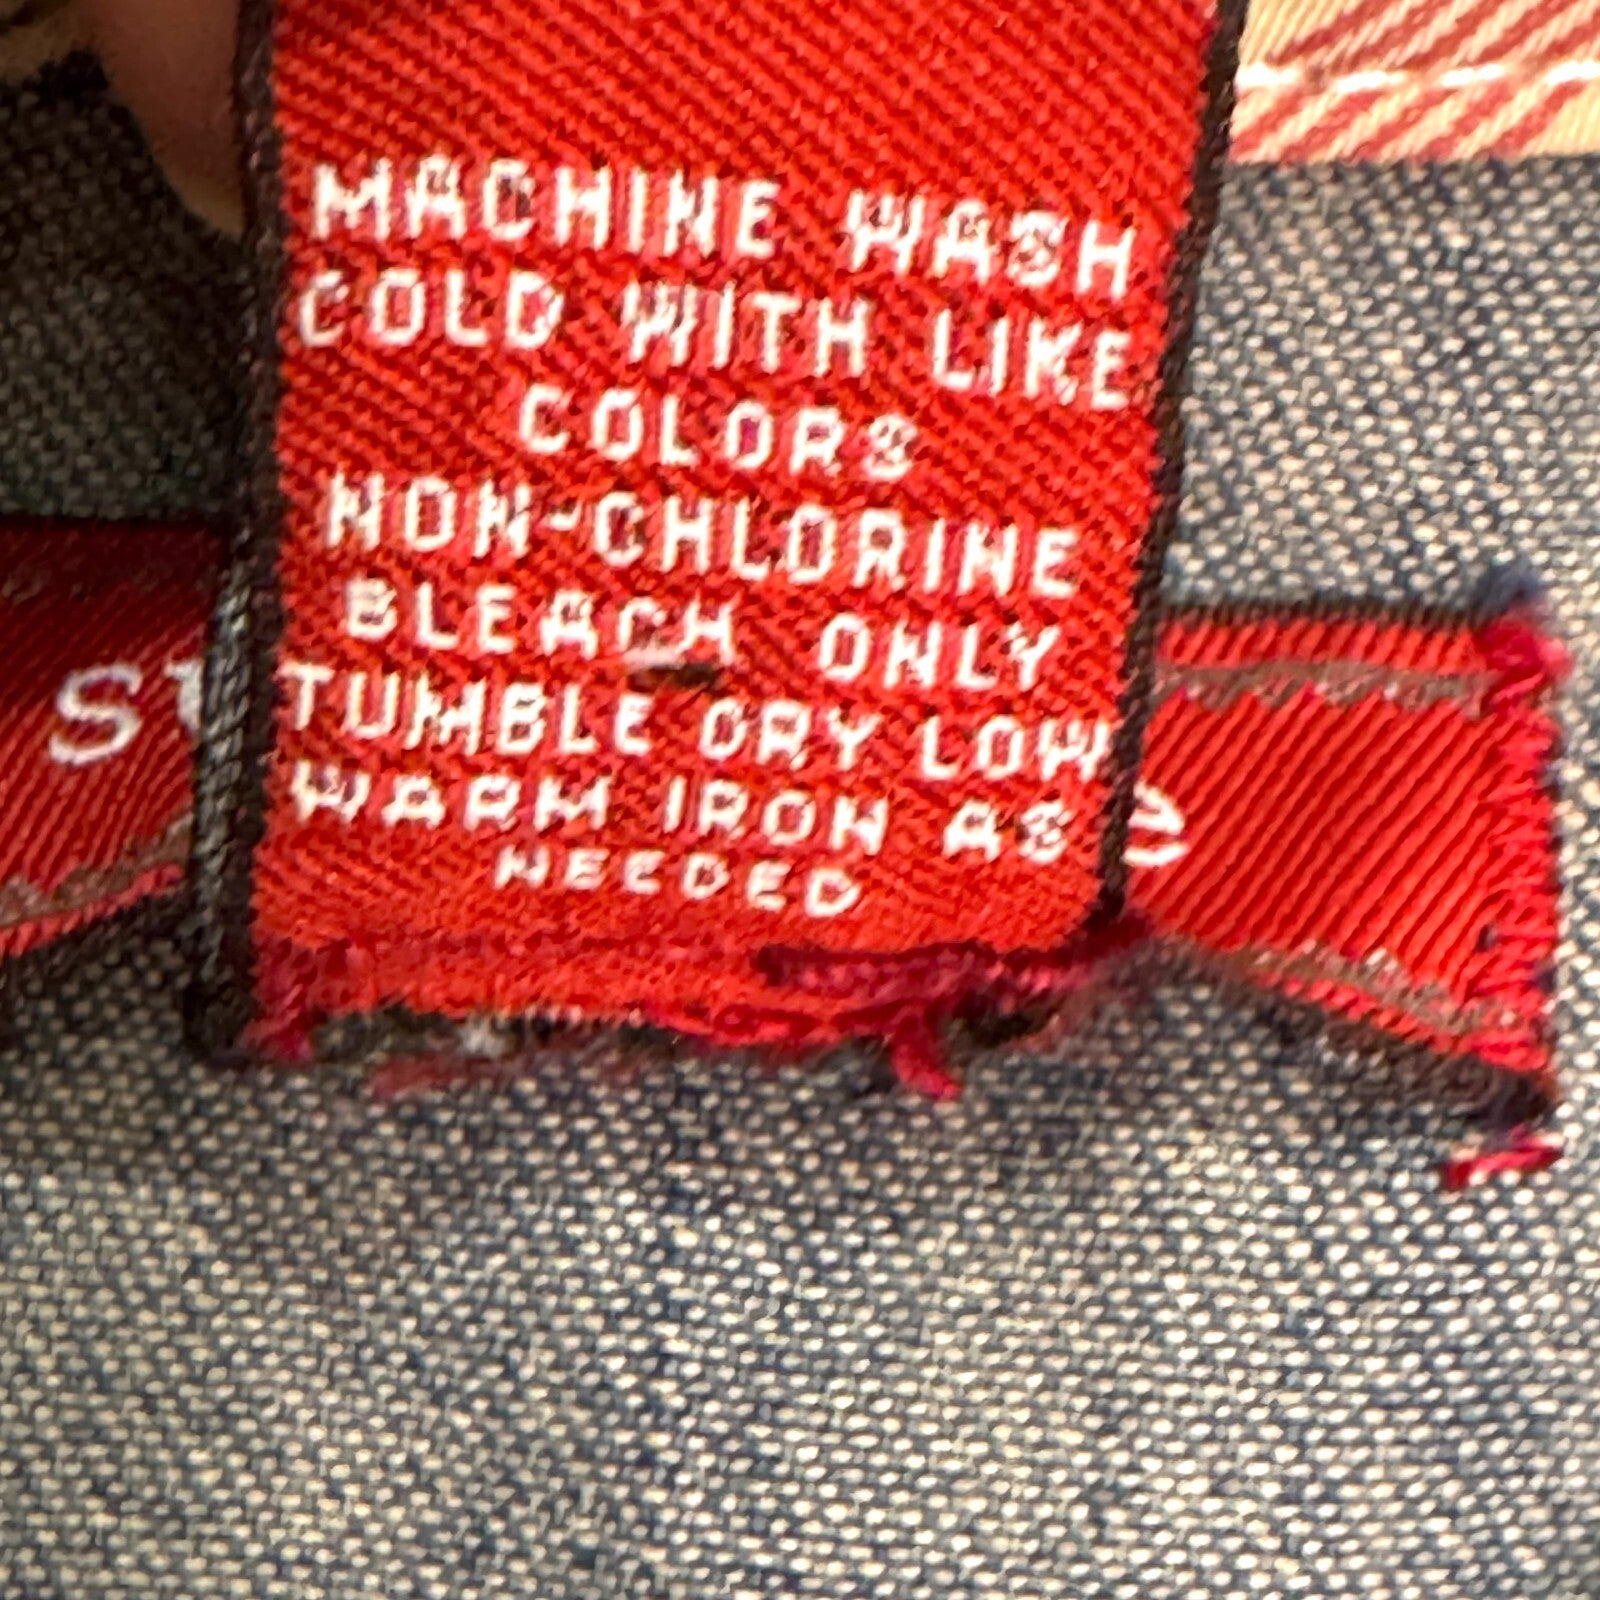 MACHINE WASH
COLD WITH LIKE
COLORS
NON-CHLORINE
BLEACH ONLY
TUMBLE DRY LOW
WARM IRON AS
NEEDED